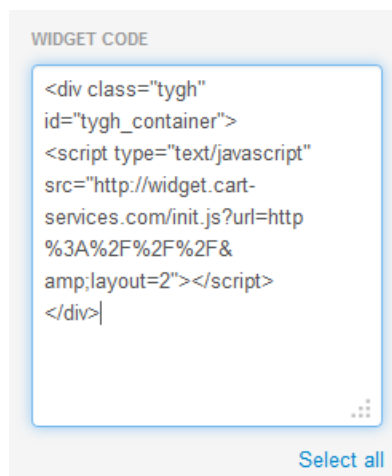 WIDGET CODE
<div class="tygh"
id="tygh_container">
<script type="text/javascript"
src="http://widget.cart-
services.com/init.js?url=http
%3A%2F%2F%2F&
amp;layout=2"></script>
</div>
Select all